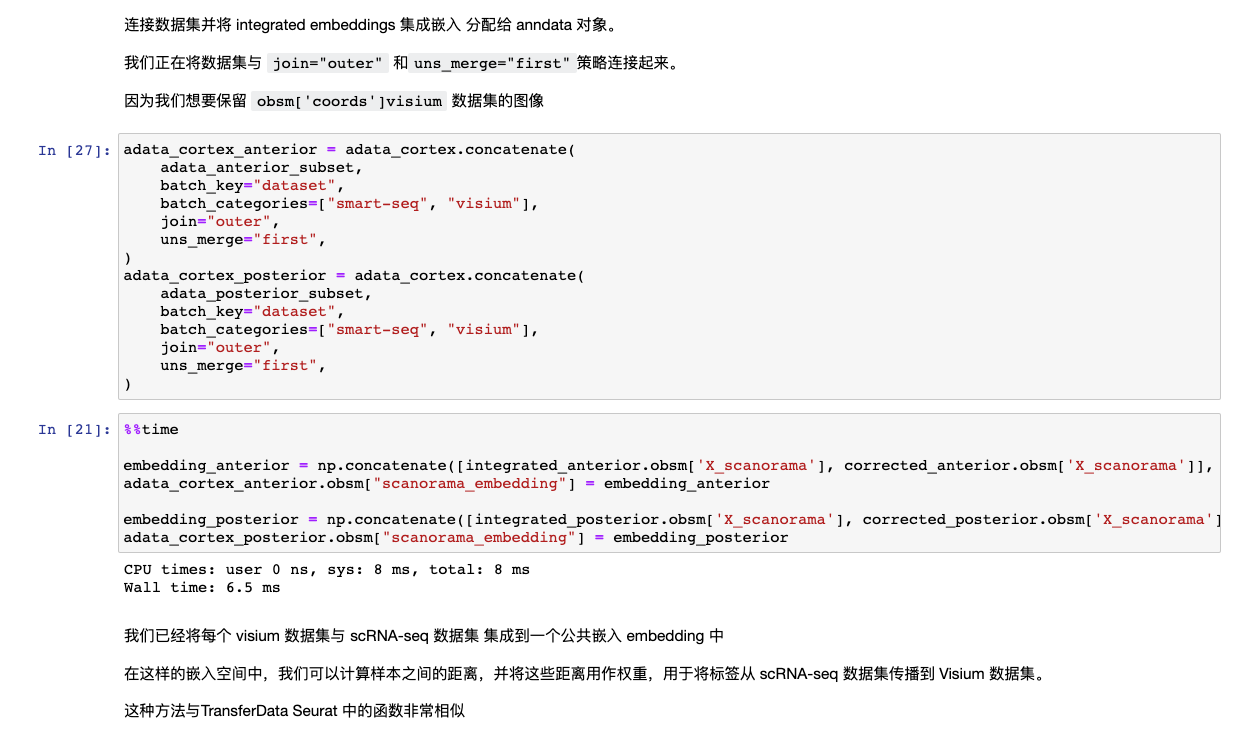 连接数据集并将 integrated embeddings 集成嵌入 分配给 anndata 对象。
我们正在将数据集与 join="outer" 和uns_merge="first"策略连接起来。
因为我们想要保留 obsm['coords']visium 数据集的图像
In [27]: adata_cortex_anterior = adata_cortex.concatenate(
    adata_anterior_subset,
    batch_key="dataset",
    batch_categories=["smart-seq", "visium"],
    join="outer",
    uns_merge="first",
)
adata_cortex_posterior = adata_cortex.concatenate(
    adata_posterior_subset,
    batch_key="dataset",
    batch_categories=["smart-seq", "visium"],
    join="outer",
    uns_merge="first",
)
In [21]: %%time
embedding_anterior = np.concatenate([integrated_anterior.obsm['X_scanorama'], corrected_anterior.obsm['X_scanorama']],
adata_cortex_anterior.obsm["scanorama_embedding"] = embedding_anterior
embedding_posterior = np.concatenate([integrated_posterior.obsm['X_scanorama'], corrected_posterior.obsm['X_scanorama']
adata_cortex_posterior.obsm["scanorama_embedding"] = embedding_posterior
CPU times: user 0 ns, sys: 8 ms, total: 8 ms
Wall time: 6.5 ms
我们已经将每个 visium 数据集与 scRNA-seq 数据集 集成到一个公共嵌入 embedding 中
在这样的嵌入空间中，我们可以计算样本之间的距离，并将这些距离用作权重，用于将标签从 scRNA-seq 数据集传播到 Visium 数据集。
这种方法与TransferData Seurat 中的函数非常相似